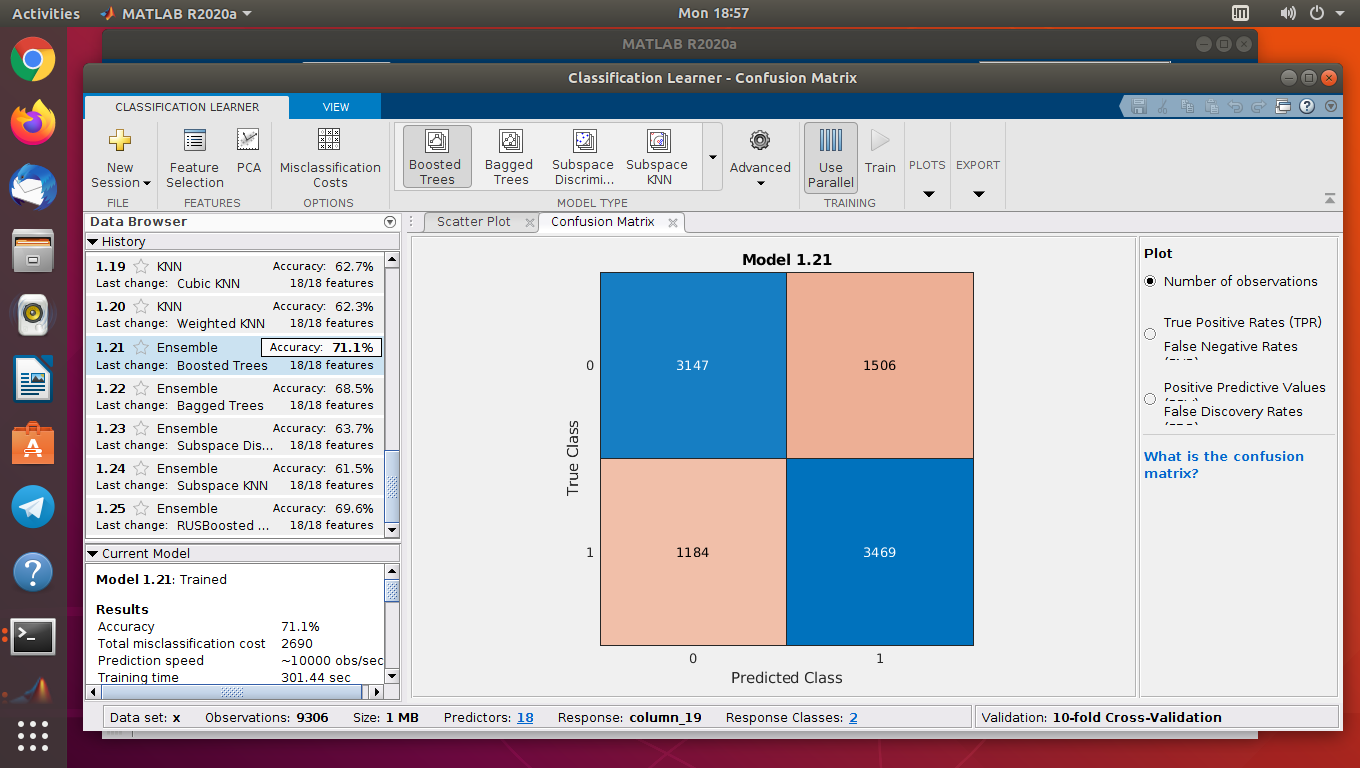 Activities MATLAB R2020a Mon 18:57
MATLAB R2020a
Classification Learner - Confusion Matrix
CLASSIFICATION LEARNER VIEW
New Session
Feature Selection
PCA
Misclassification Costs
Boosted Trees
Bagged Trees
Subspace Discrimi...
Subspace KNN
Advanced
Use Parallel
Train
PLOTS
EXPORT
FILE FEATURES OPTIONS MODEL TYPE TRAINING
Data Browser
History
1.19 KNN Accuracy: 62.7%
Last change: Cubic KNN 18/18 features
1.20 KNN Accuracy: 62.3%
Last change: Weighted KNN 18/18 features
1.21 Ensemble Accuracy: 71.1%
Last change: Boosted Trees 18/18 features
1.22 Ensemble Accuracy: 68.5%
Last change: Bagged Trees 18/18 features
1.23 Ensemble Accuracy: 63.7%
Last change: Subspace Dis... 18/18 features
1.24 Ensemble Accuracy: 61.5%
Last change: Subspace KNN 18/18 features
1.25 Ensemble Accuracy: 69.6%
Last change: RUSBoosted ... 18/18 features
Current Model
Model 1.21: Trained
Results
Accuracy 71.1%
Total misclassification cost 2690
Prediction speed ~10000 obs/sec
Training time 301.44 sec
Scatter Plot Confusion Matrix
Model 1.21
0 3147 1506
True Class
1 1184 3469
0 1
Predicted Class
Plot
Number of observations
True Positive Rates (TPR)
False Negative Rates
Positive Predictive Values
False Discovery Rates
What is the confusion
matrix?
Data set: x Observations: 9306 Size: 1 MB Predictors: 18 Response: column_19 Response Classes: 2 Validation: 10-fold Cross-Validation